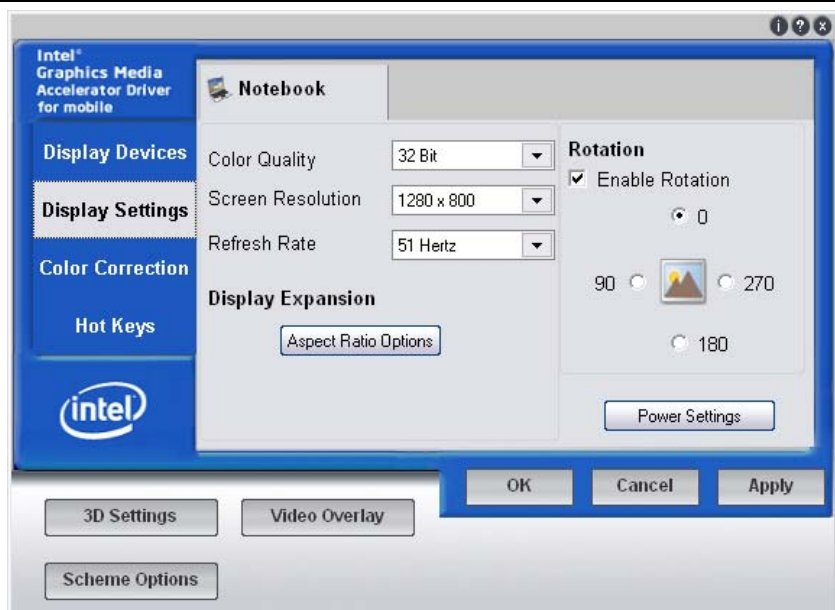 Intel®
Graphics Media
Accelerator Driver
for mobile
Notebook
Display Devices
Display Settings
Color Correction
Hot Keys
intel
Color Quality
32 Bit
Screen Resolution
1280 x 800
Refresh Rate
51 Hertz
Display Expansion
Aspect Ratio Options
Rotation
Enable Rotation
0
90
270
180
Power Settings
OK
Cancel
Apply
3D Settings
Video Overlay
Scheme Options